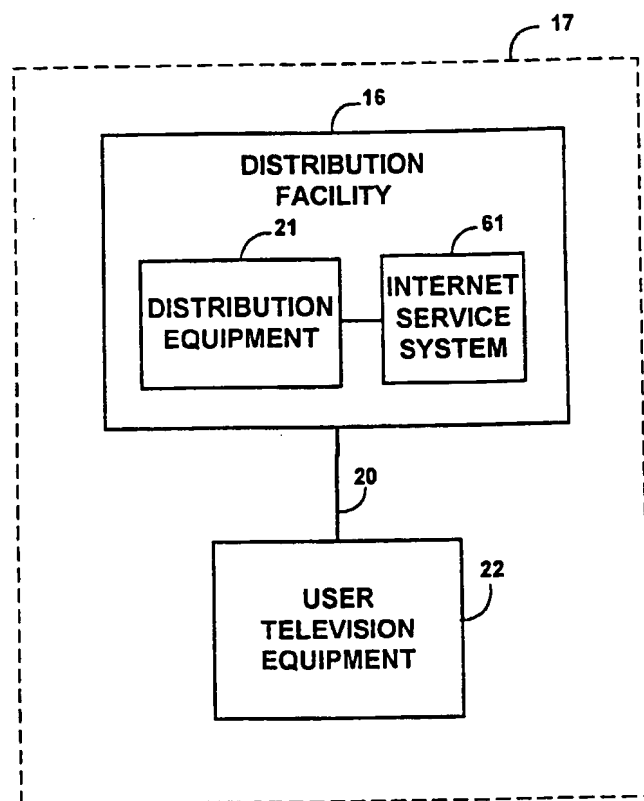 17
16
DISTRIBUTION
FACILITY
21
61
DISTRIBUTION
EQUIPMENT
INTERNET
SERVICE
SYSTEM
20
22
USER
TELEVISION
EQUIPMENT